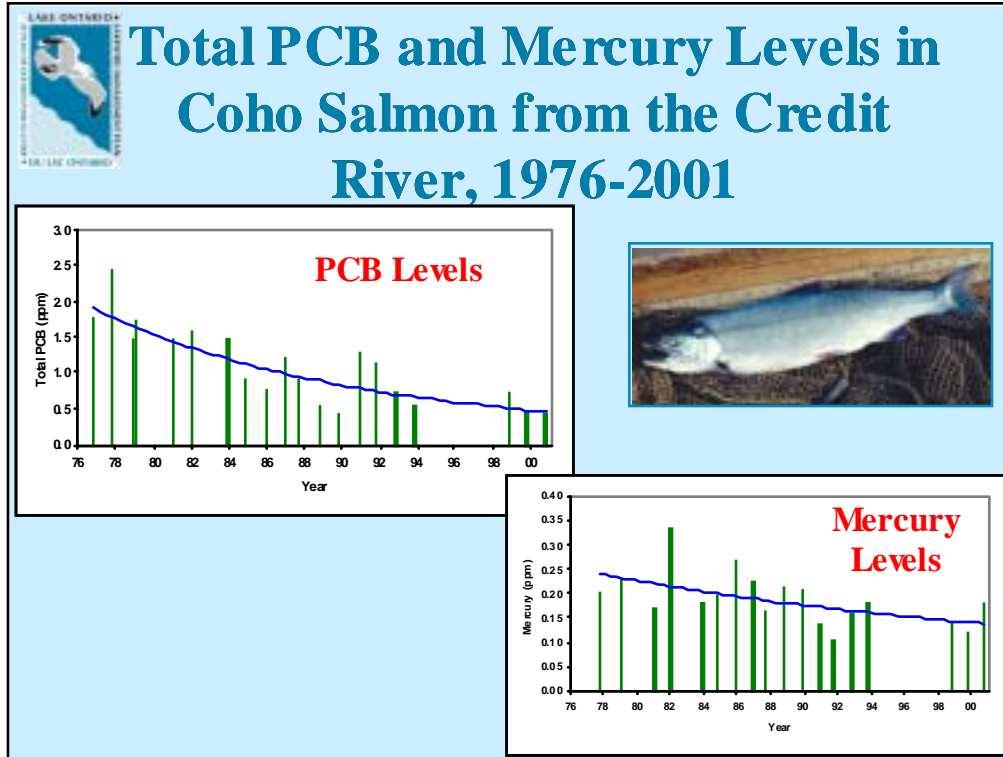 LAKE ONTARIO
Total PCB and Mercury Levels in
Coho Salmon from the Credit
River, 1976-2001
PCB Levels
Total PCB (ppm)
3.0
2.5
2.0
1.5
1.0
0.5
0.0
76 78 80 82 84 86 88 90 92 94 96 98 00
Year
Mercury
Levels
Mercury (ppm)
0.40
0.35
0.30
0.25
0.20
0.15
0.10
0.05
0.00
76 78 80 82 84 86 88 90 92 94 96 98 00
Year